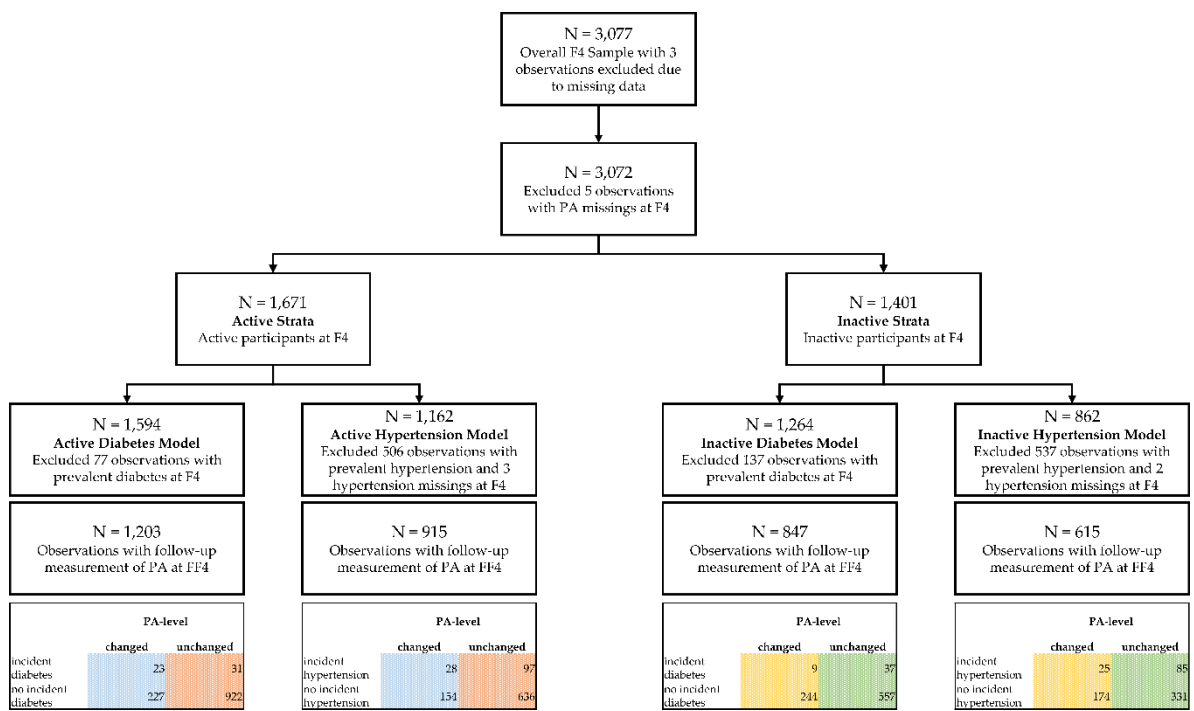 N = 3,077
Overall F4 Sample with 3
observations excluded due
to missing data
N = 3,072
Excluded 5 observations
with PA missings at F4
N = 1,671
Active Strata
Active participants at F4
N = 1,401
Inactive Strata
Inactive participants at F4
N = 1,594
Active Diabetes Model
Excluded 77 observations with
prevalent diabetes at F4
N = 1,162
Active Hypertension Model
Excluded 506 observations with
prevalent hypertension and 3
hypertension missings at F4
N = 1,264
Inactive Diabetes Model
Excluded 137 observations with
prevalent diabetes at F4
N = 862
Inactive Hypertension Model
Excluded 537 observations with
prevalent hypertension and 2
hypertension missings at F4
N = 1,203
Observations with follow-up
measurement of PA at FF4
N = 915
Observations with follow-up
measurement of PA at FF4
N = 847
Observations with follow-up
measurement of PA at FF4
N = 615
Observations with follow-up
measurement of PA at FF4
PA-level
changed unchanged
incident
diabetes 23 31
no incident
diabetes 227 922
PA-level
changed unchanged
incident
hypertension 28 97
no incident
hypertension 154 636
PA-level
changed unchanged
incident
diabetes 9 37
no incident
diabetes 244 557
PA-level
changed unchanged
incident
hypertension 25 85
no incident
hypertension 174 331